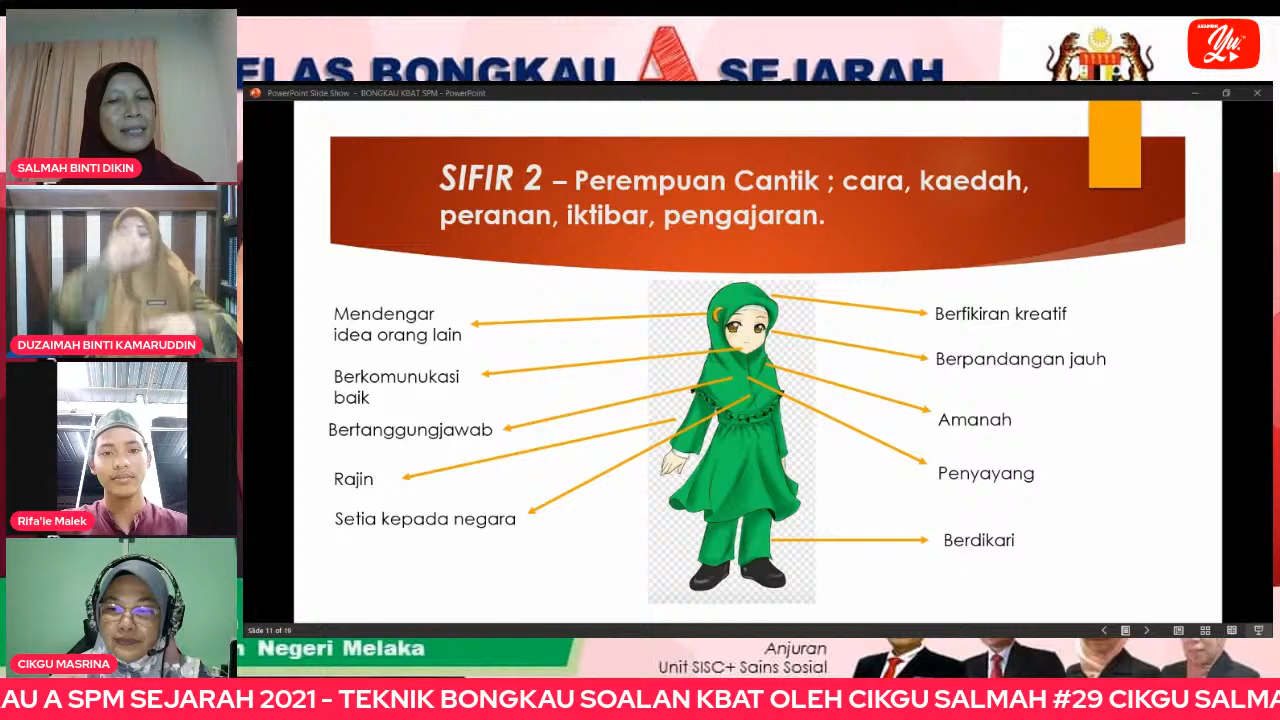 ELAS BONGKAU A SEJARAH
Yu.
PowerPoint Slide Show - BONGKAU KBAT SPM - PowerPoint
SIFIR 2 – Perempuan Cantik ; cara, kaedah,
peranan, iktibar, pengajaran.
Mendengar
idea orang lain
Berkomunukasi
baik
Bertanggungjawab
Rajin
Setia kepada negara
Berfikiran kreatif
Berpandangan jauh
Amanah
Penyayang
Berdikari
Slide 11 of 19
SALMAH BINTI DIKIN
DUZAIMAH BINTI KAMARUDDIN
Rifa'le Malek
CIKGU MASRINA
n Negeri Melaka
Anjuran
Unit SISC+ Sains Sosial
AU A SPM SEJARAH 2021 - TEKNIK BONGKAU SOALAN KBAT OLEH CIKGU SALMAH #29 CIKGU SALMA